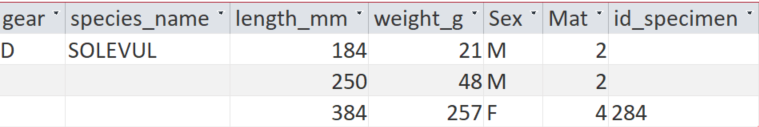 gear species_name length_mm weight_g Sex Mat id_specimen
D SOLEVUL 184 21 M 2
250 48 M 2
384 257 F 4 284